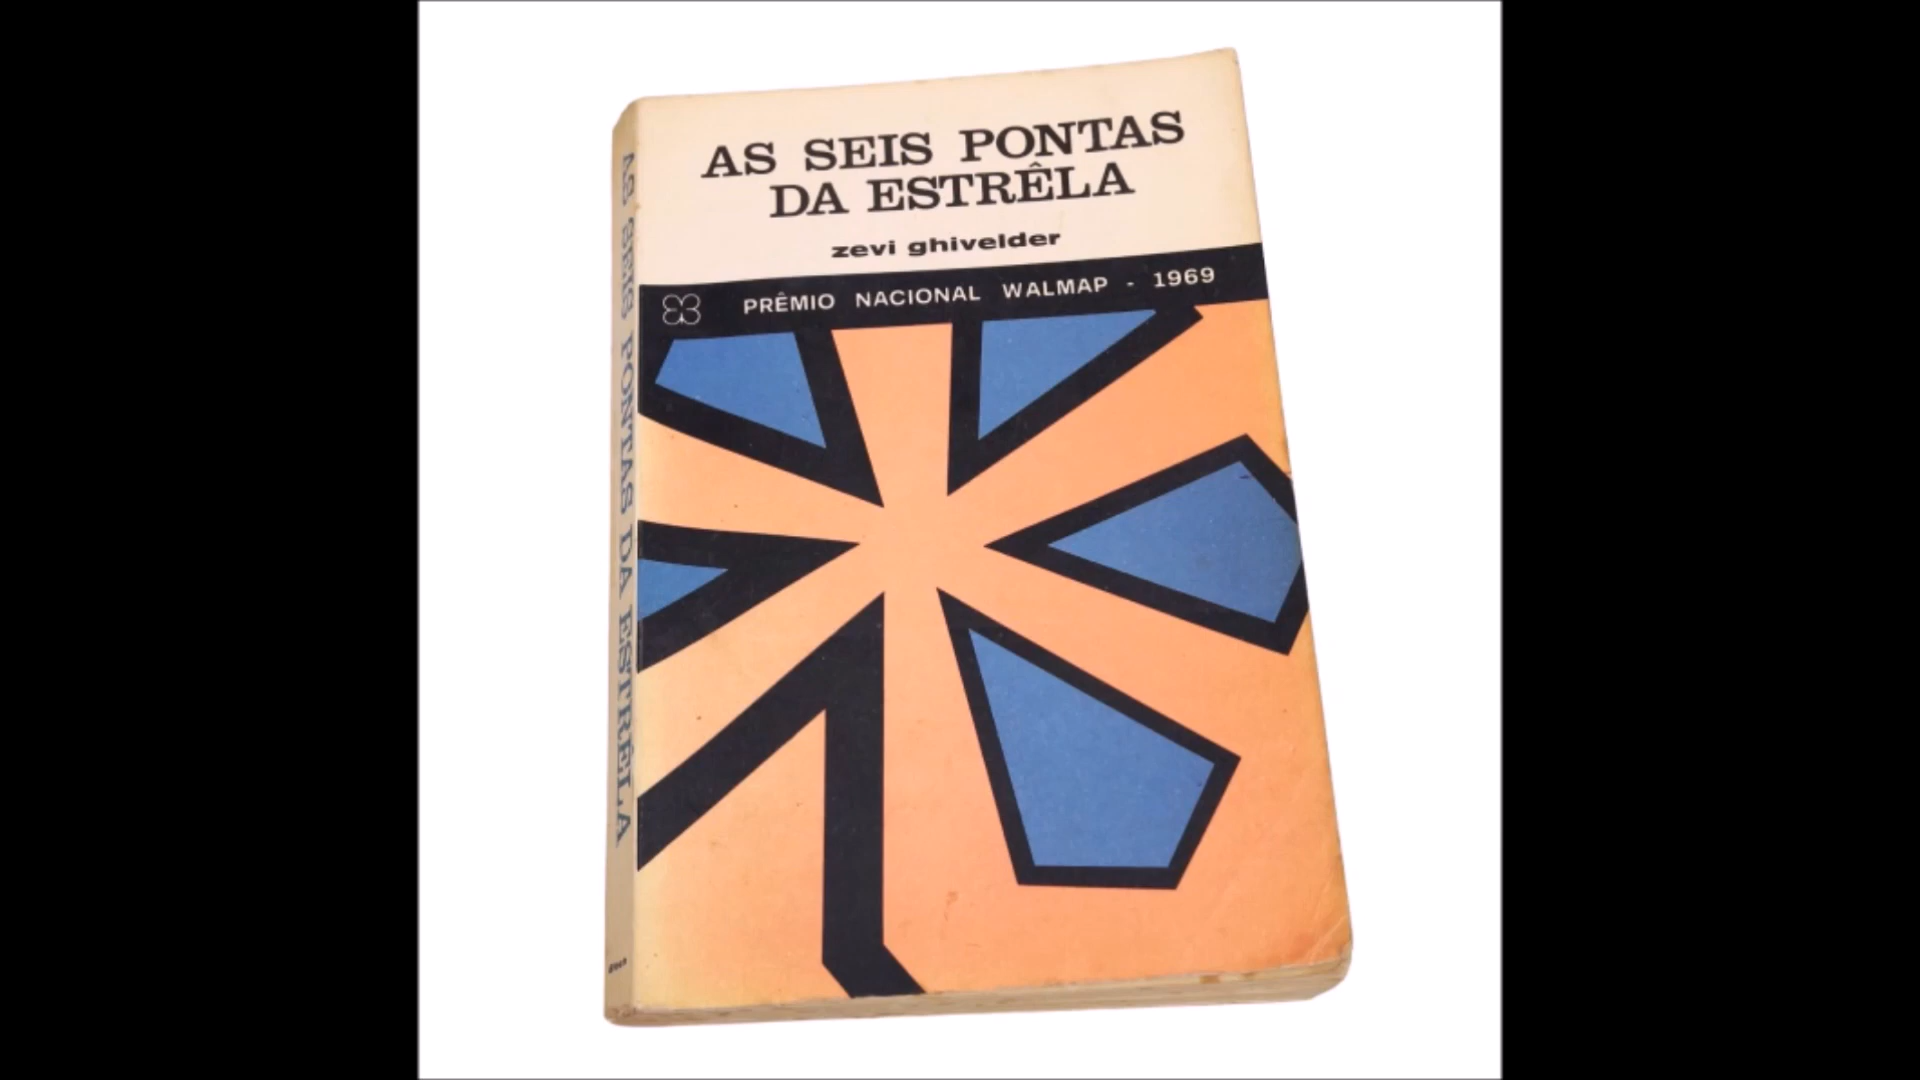 AS SEIS PONTAS
DA ESTRÊLA
zevi ghivelder
PRÊMIO NACIONAL WALMAP - 1969
AS SEIS PONTAS DA ESTRÊLA